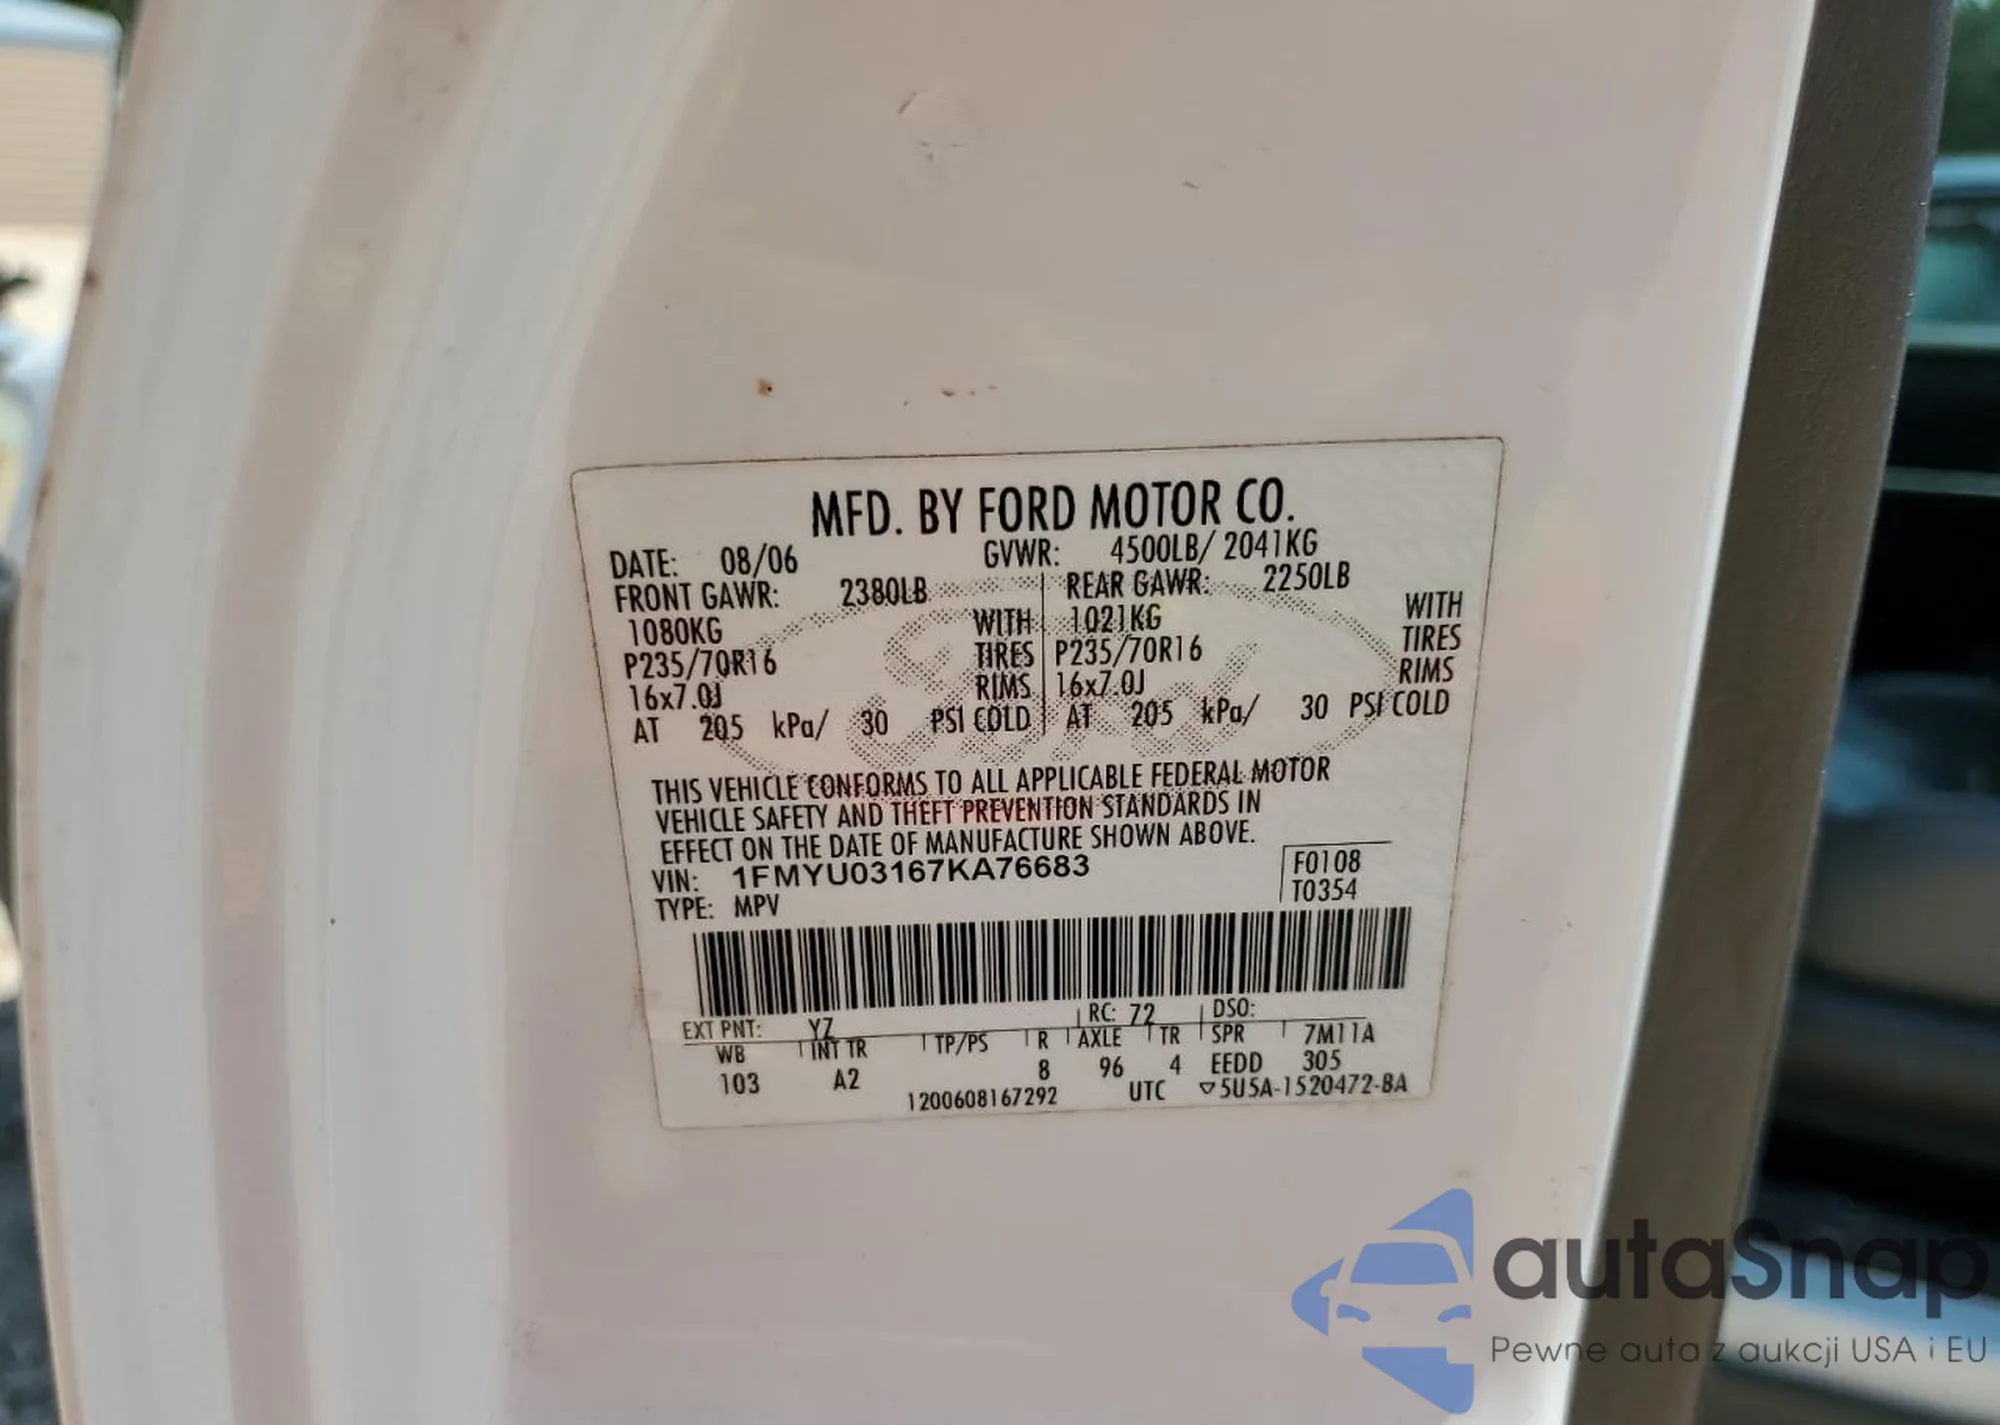 MFD. BY FORD MOTOR CO.
DATE: 08/06 GVWR: 4500LB/ 2041KG
FRONT GAWR: 2380LB REAR GAWR: 2250LB
1080KG WITH 1021KG WITH
P235/70R16 TIRES P235/70R16 TIRES
16x7.0J RIMS 16x7.0J RIMS
AT 205 kPa/ 30 PSI COLD AT 205 kPa/ 30 PSI COLD
THIS VEHICLE CONFORMS TO ALL APPLICABLE FEDERAL MOTOR
VEHICLE SAFETY AND THEFT PREVENTION STANDARDS IN
EFFECT ON THE DATE OF MANUFACTURE SHOWN ABOVE.
VIN: 1FMYU03167KA76683 F0108
TYPE: MPV T0354
EXT PNT: YZ RC: 72 DSO:
WB INT TR TP/PS R AXLE TR SPR 7M11A
103 A2 8 96 4 EEDD 305
1200608167292 UTC ▽5U5A-1520472-BA
Ford
autaSnap
Pewne auta z aukcji USA i EU